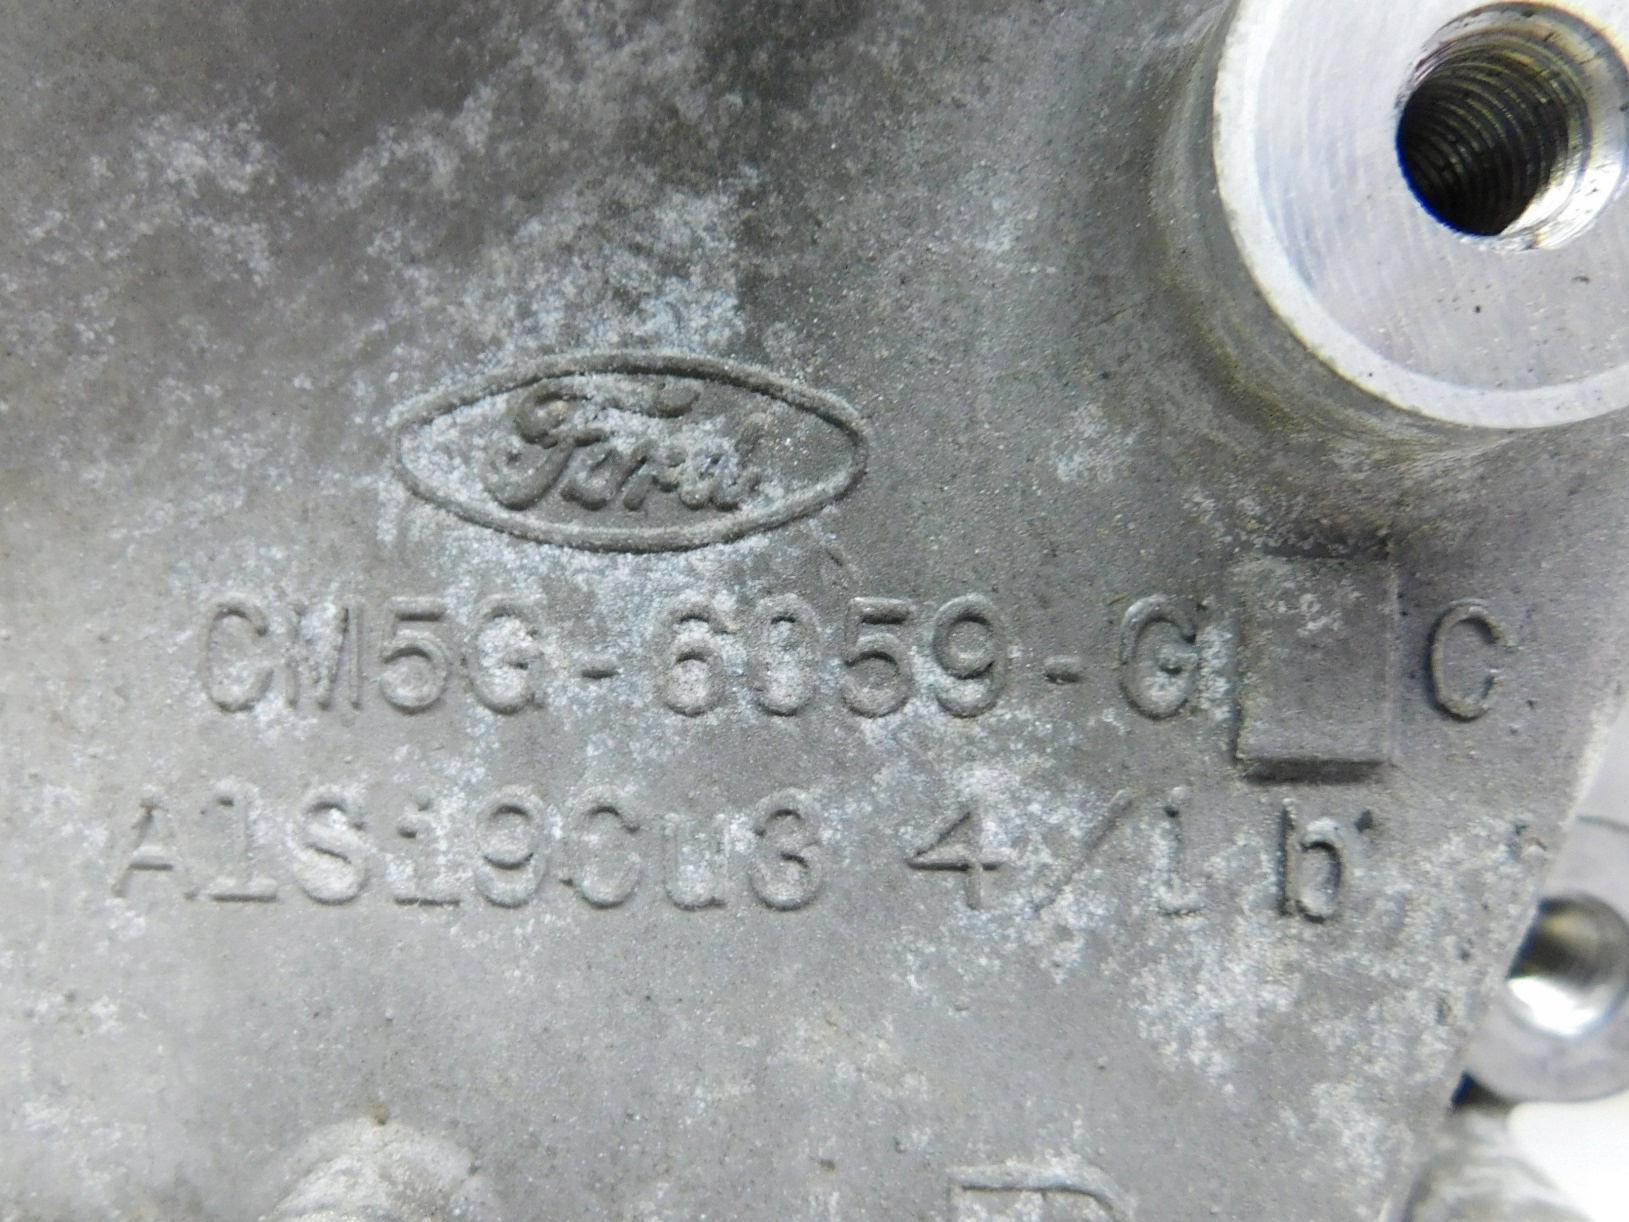 Ford
CM5G-6059-G C
AlSi9Cu3 4/1 b